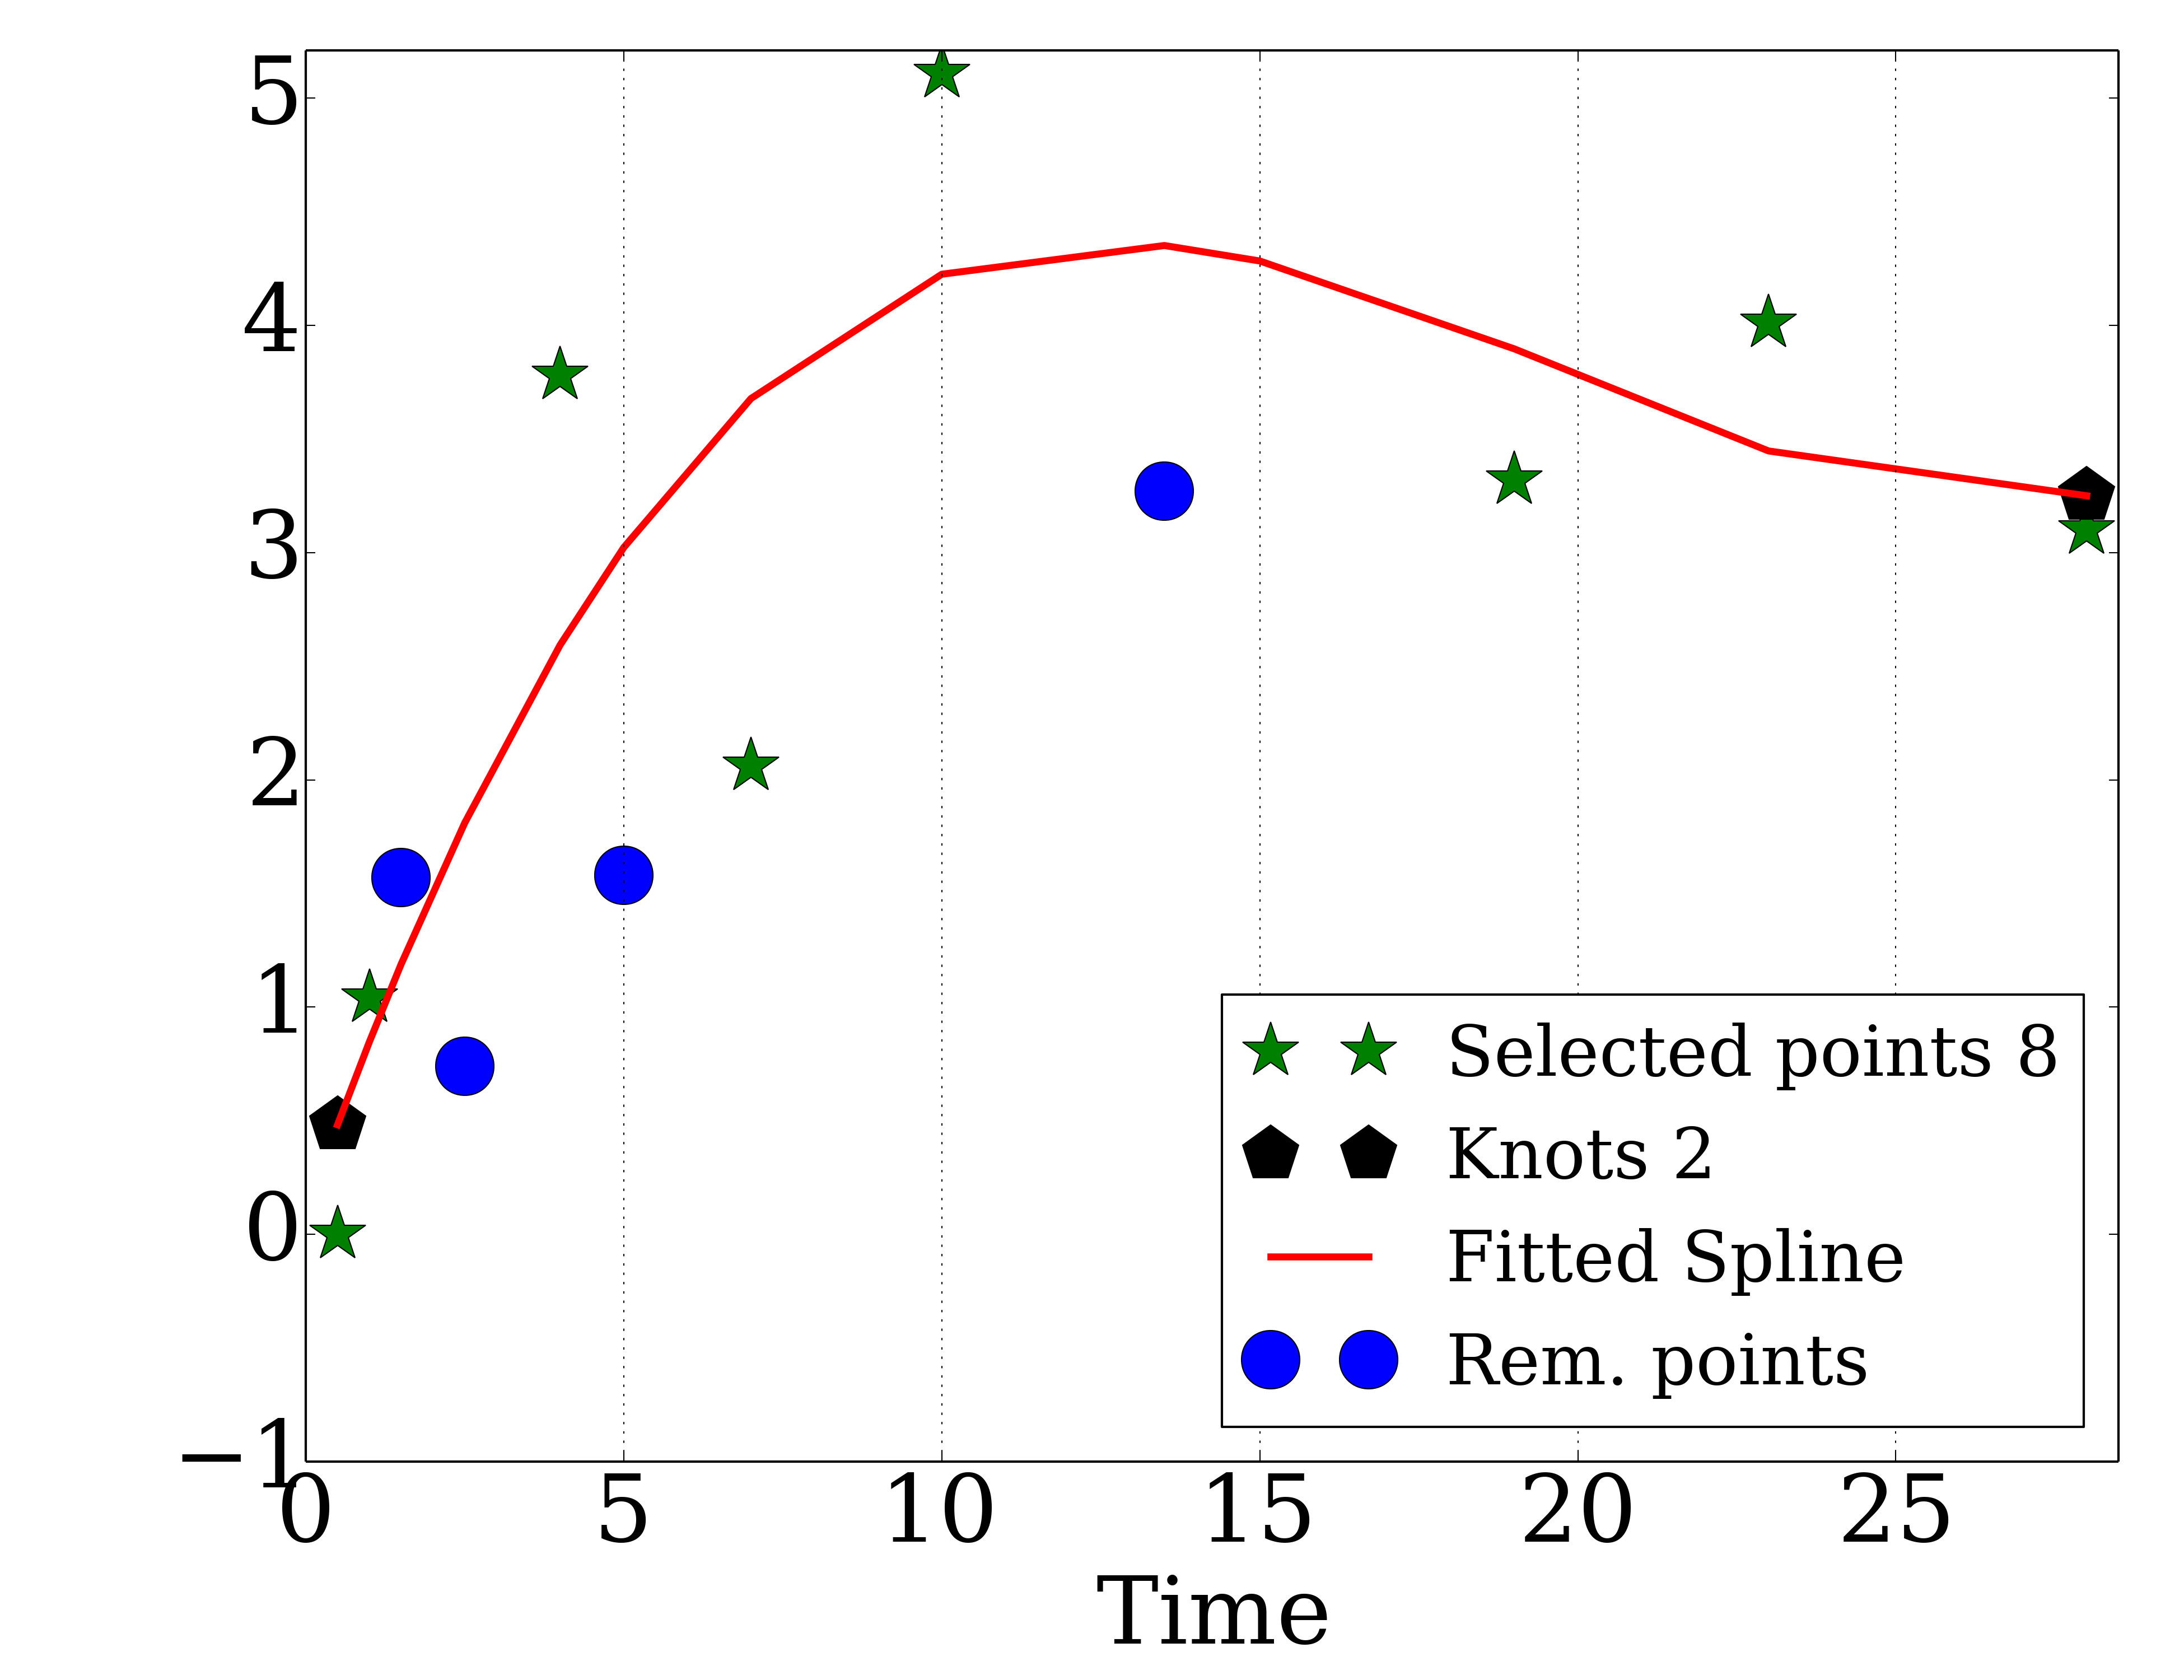 5
4
3
2
1
0
−1
0 5 10 15 20 25
Time
Selected points 8
Knots 2
Fitted Spline
Rem. points